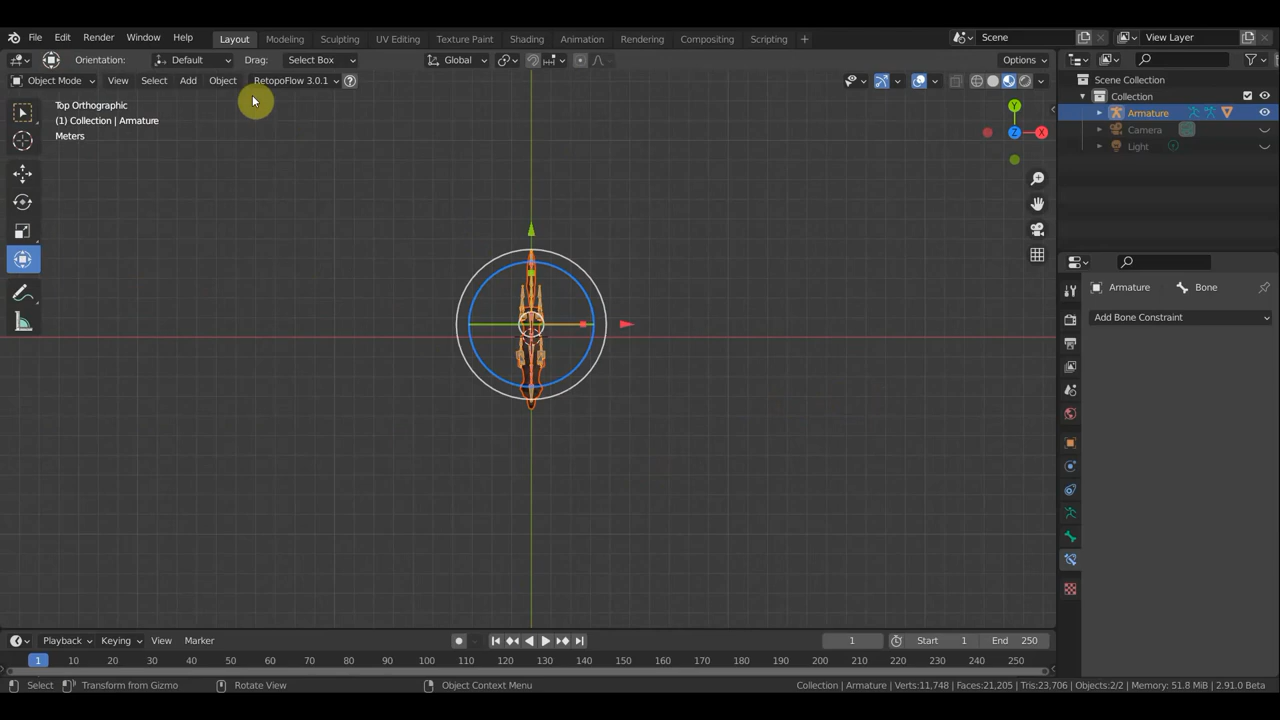 File Edit Render Window Help Layout Modeling Sculpting UV Editing Texture Paint Shading Animation Rendering Compositing Scripting + Scene View Layer
Orientation: Default Drag: Select Box Global Options
Object Mode View Select Add Object RetopoFlow 3.0.1 ?
Scene Collection
Collection
Armature
Camera
Light
Top Orthographic
(1) Collection | Armature
Meters
Y
Z X
Armature Bone
Add Bone Constraint
Playback Keying View Marker 1 Start 1 End 250
1 10 20 30 40 50 60 70 80 90 100 110 120 130 140 150 160 170 180 190 200 210 220 230 240 250
Select Transform from Gizmo Rotate View Object Context Menu Collection | Armature | Verts:11,748 | Faces:21,205 | Tris:23,706 | Objects:2/2 | Memory: 51.8 MiB | 2.91.0 Beta